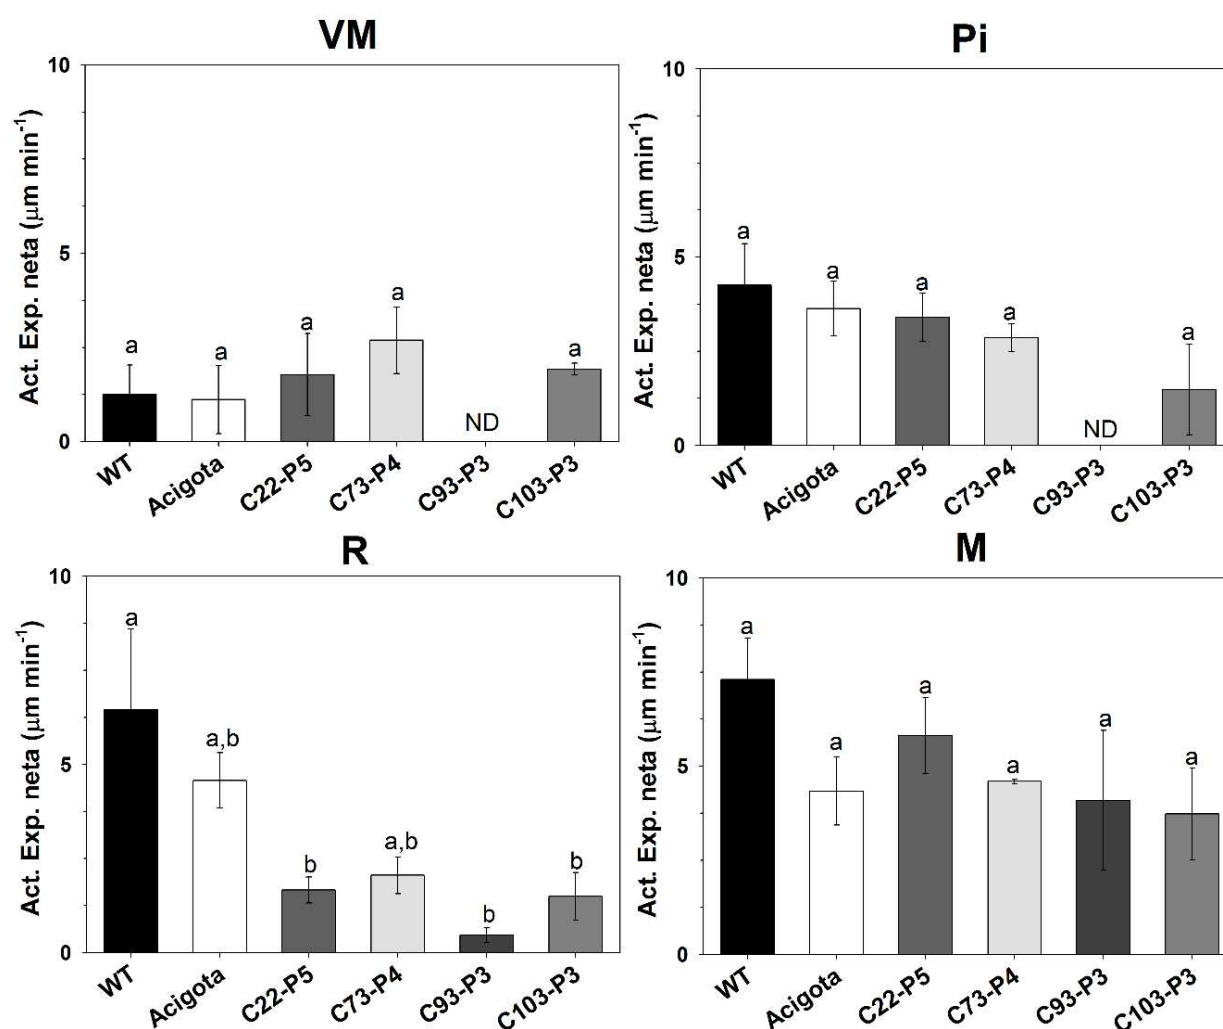 VM
10
5
0
Act. Exp. neta (μm min⁻¹)
a
a
a
a
ND
a
WT
Acigota
C22-P5
C73-P4
C93-P3
C103-P3
Pi
10
5
0
Act. Exp. neta (μm min⁻¹)
a
a
a
a
ND
a
WT
Acigota
C22-P5
C73-P4
C93-P3
C103-P3
R
10
5
0
Act. Exp. neta (μm min⁻¹)
a
a,b
b
a,b
b
b
WT
Acigota
C22-P5
C73-P4
C93-P3
C103-P3
M
10
5
0
Act. Exp. neta (μm min⁻¹)
a
a
a
a
a
a
WT
Acigota
C22-P5
C73-P4
C93-P3
C103-P3